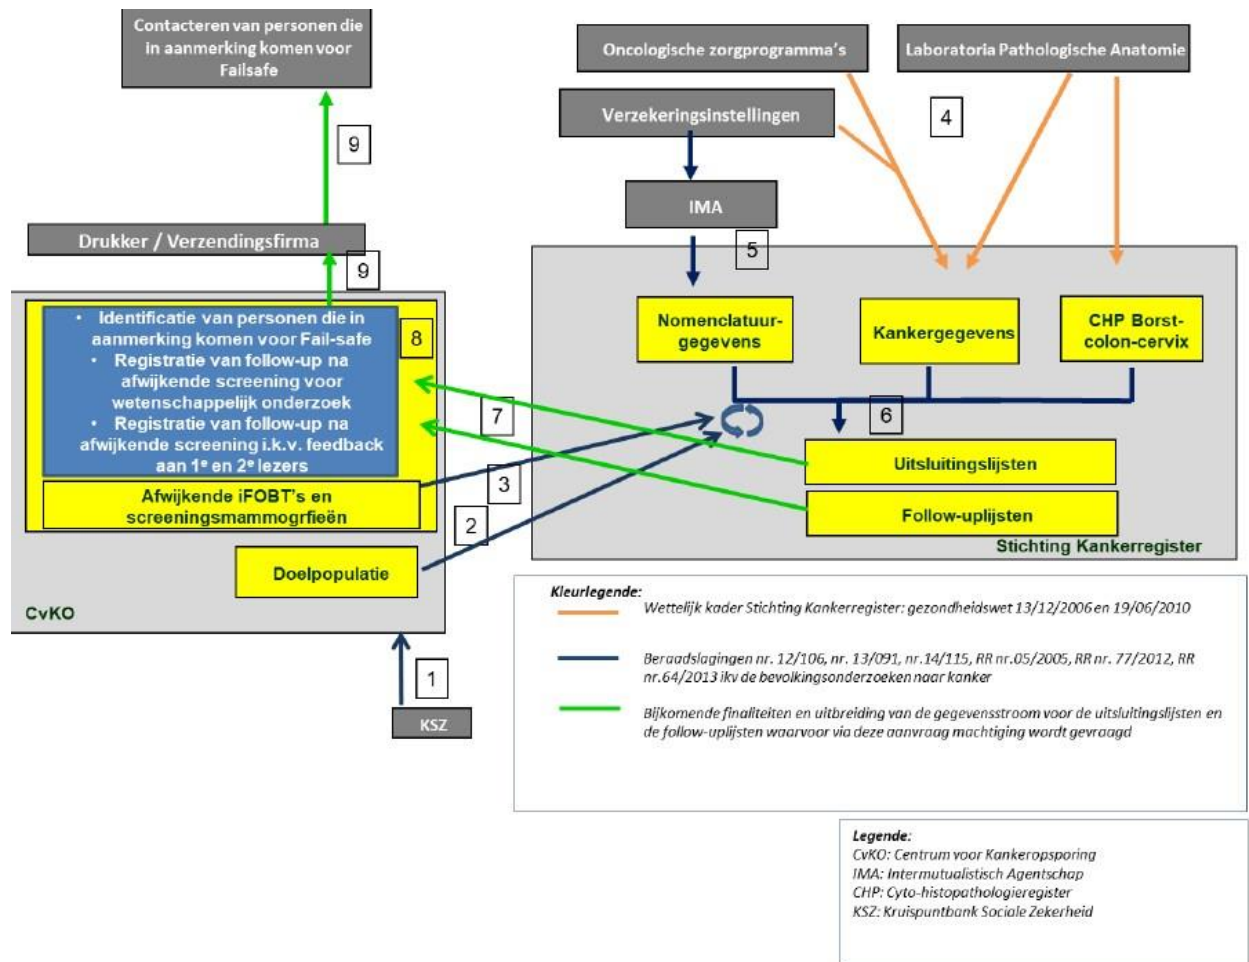 Contacteren van personen die
in aanmerking komen voor
Failsafe
Oncologische zorgprogramma's
Laboratoria Pathologische Anatomie
Verzekeringsinstellingen
4
9
IMA
Drukker / Verzendingsfirma
5
9
• Identificatie van personen die in
aanmerking komen voor Fail-safe
• Registratie van follow-up na
afwijkende screening voor
wetenschappelijk onderzoek
• Registratie van follow-up na
afwijkende screening i.k.v. feedback
aan 1e en 2e lezers
8
Nomenclatuur-
gegevens
Kankergegevens
CHP Borst-
colon-cervix
7
6
Uitsluitingslijsten
3
Afwijkende iFOBT's en
screeningsmammogrfieën
Follow-uplijsten
2
Stichting Kankerregister
Doelpopulatie
CvKO
1
KSZ
Kleurlegende:
Wettelijk kader Stichting Kankerregister: gezondheidswet 13/12/2006 en 19/06/2010
Beraadslagingen nr. 12/106, nr. 13/091, nr.14/115, RR nr.05/2005, RR nr. 77/2012, RR
nr.64/2013 ikv de bevolkingsonderzoeken naar kanker
Bijkomende finaliteiten en uitbreiding van de gegevensstroom voor de uitsluitingslijsten en
de follow-uplijsten waarvoor via deze aanvraag machtiging wordt gevraagd
Legende:
CvKO: Centrum voor Kankeropsporing
IMA: Intermutualistisch Agentschap
CHP: Cyto-histopathologieregister
KSZ: Kruispuntbank Sociale Zekerheid